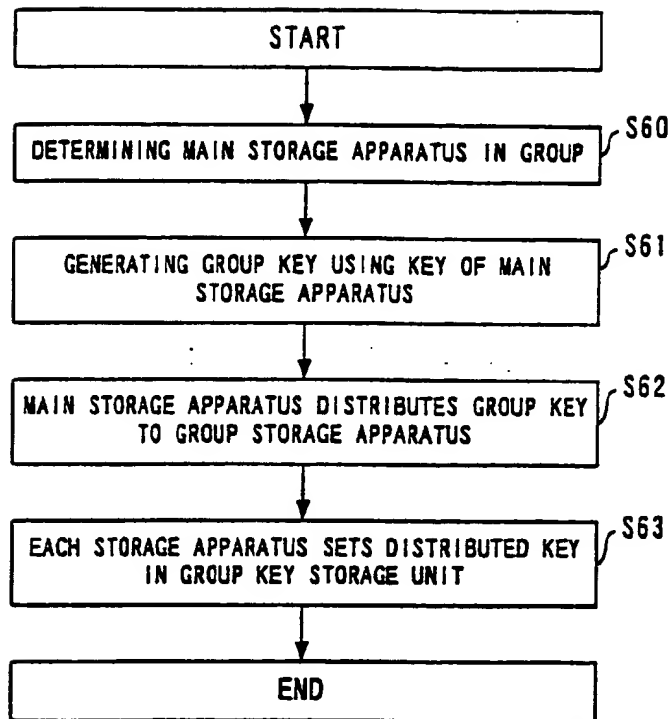 START
DETERMINING MAIN STORAGE APPARATUS IN GROUP
S60
GENERATING GROUP KEY USING KEY OF MAIN
STORAGE APPARATUS
S61
MAIN STORAGE APPARATUS DISTRIBUTES GROUP KEY
TO GROUP STORAGE APPARATUS
S62
EACH STORAGE APPARATUS SETS DISTRIBUTED KEY
IN GROUP KEY STORAGE UNIT
S63
END